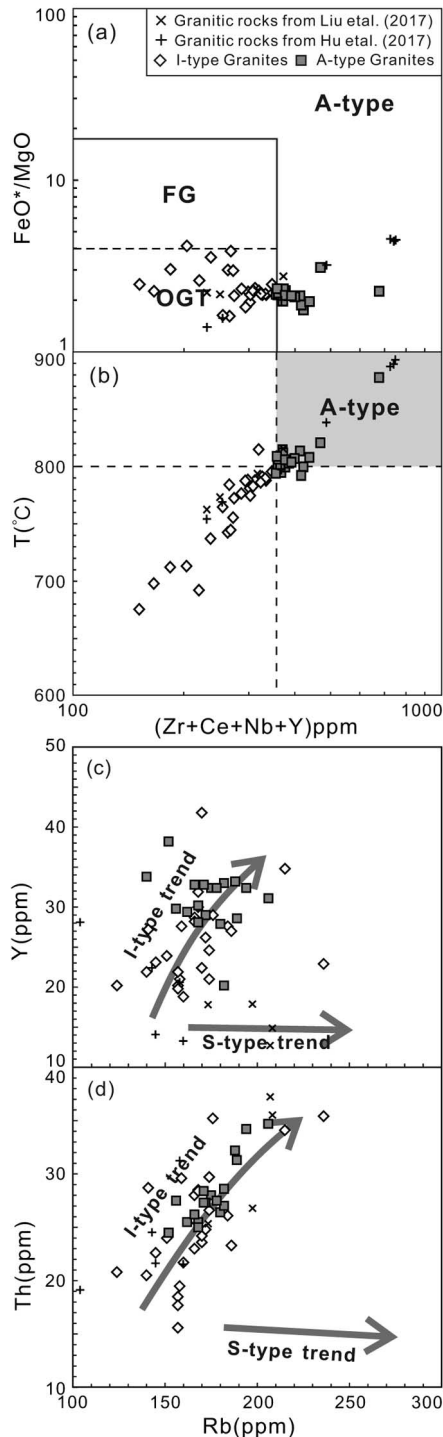 (a)
× Granitic rocks from Liu etal. (2017)
+ Granitic rocks from Hu etal. (2017)
I-type Granites A-type Granites
A-type
FG
OGT
FeO*/MgO
100
10
1
(b)
A-type
T(°C)
900
800
700
600
100 1000
(Zr+Ce+Nb+Y)ppm
(c)
I-type trend
S-type trend
Y(ppm)
50
40
30
20
10
(d)
I-type trend
S-type trend
Th(ppm)
40
30
20
10
100 150 200 250 300
Rb(ppm)